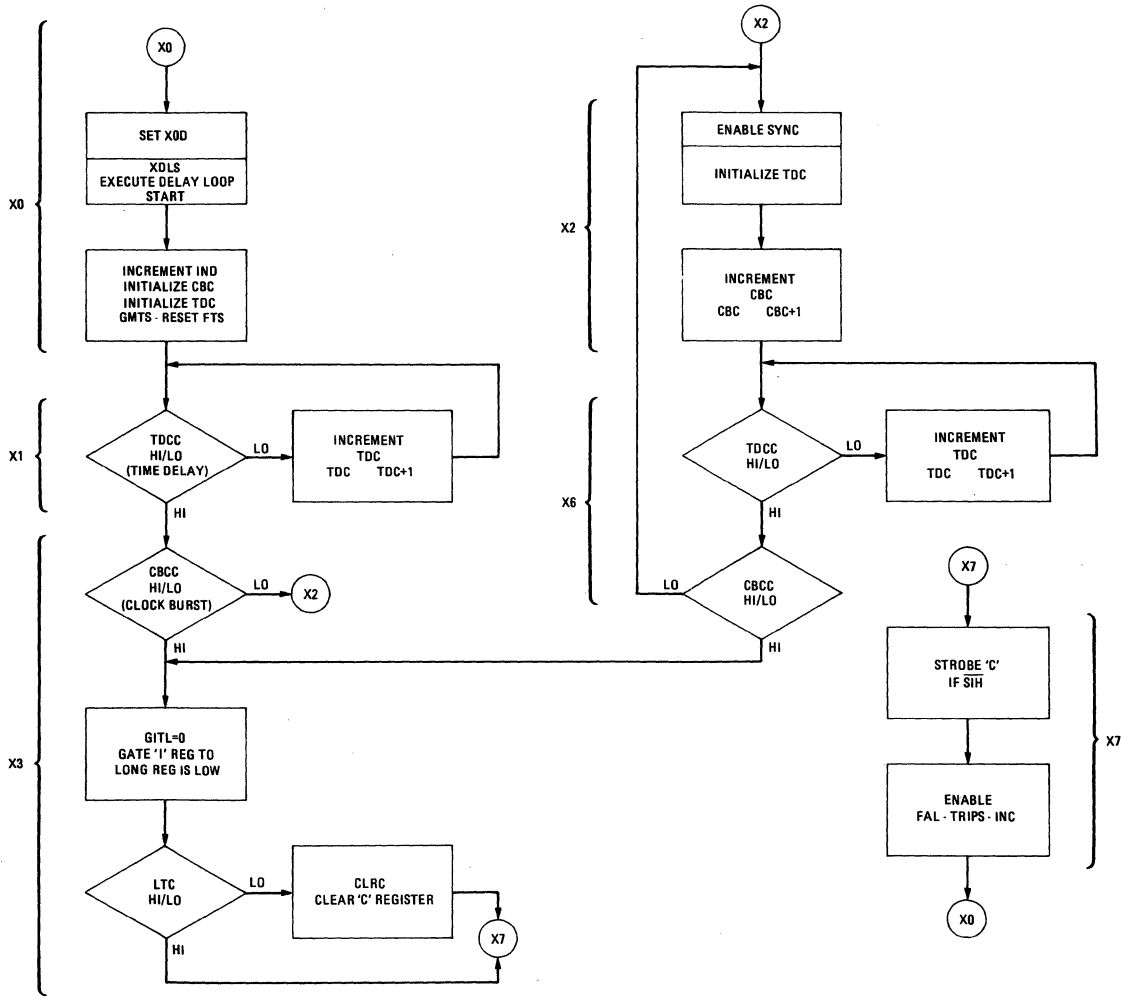 X0
SET X0D
XDLS
EXECUTE DELAY LOOP
START
X0
INCREMENT IND
INITIALIZE CBC
INITIALIZE TDC
GMTS - RESET FTS
X1
TDCC
HI/LO
(TIME DELAY)
LO
INCREMENT
TDC
TDC TDC+1
HI
CBCC
HI/LO
(CLOCK BURST)
LO
X2
HI
X3
GITL=0
GATE 'I' REG TO
LONG REG IS LOW
LTC
HI/LO
LO
CLRC
CLEAR 'C' REGISTER
HI
X7
X2
ENABLE SYNC
INITIALIZE TDC
X2
INCREMENT
CBC
CBC CBC+1
X6
TDCC
HI/LO
LO
INCREMENT
TDC
TDC TDC+1
HI
CBCC
HI/LO
LO
HI
X7
STROBE 'C'
IF SIH
X7
ENABLE
FAL - TRIPS - INC
X0